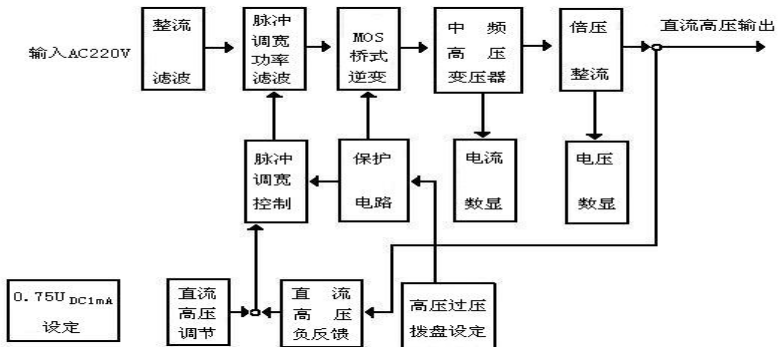 输入AC220V
整流
滤波
脉冲
调宽
功率
滤波
MOS
桥式
逆变
中频
高压
变压器
倍压
整流
直流高压输出
脉冲
调宽
控制
保护
电路
电流
数显
电压
数显
0.75U DC1mA
设定
直流
高压
调节
直流
高压
负反馈
高压过压
拨盘设定